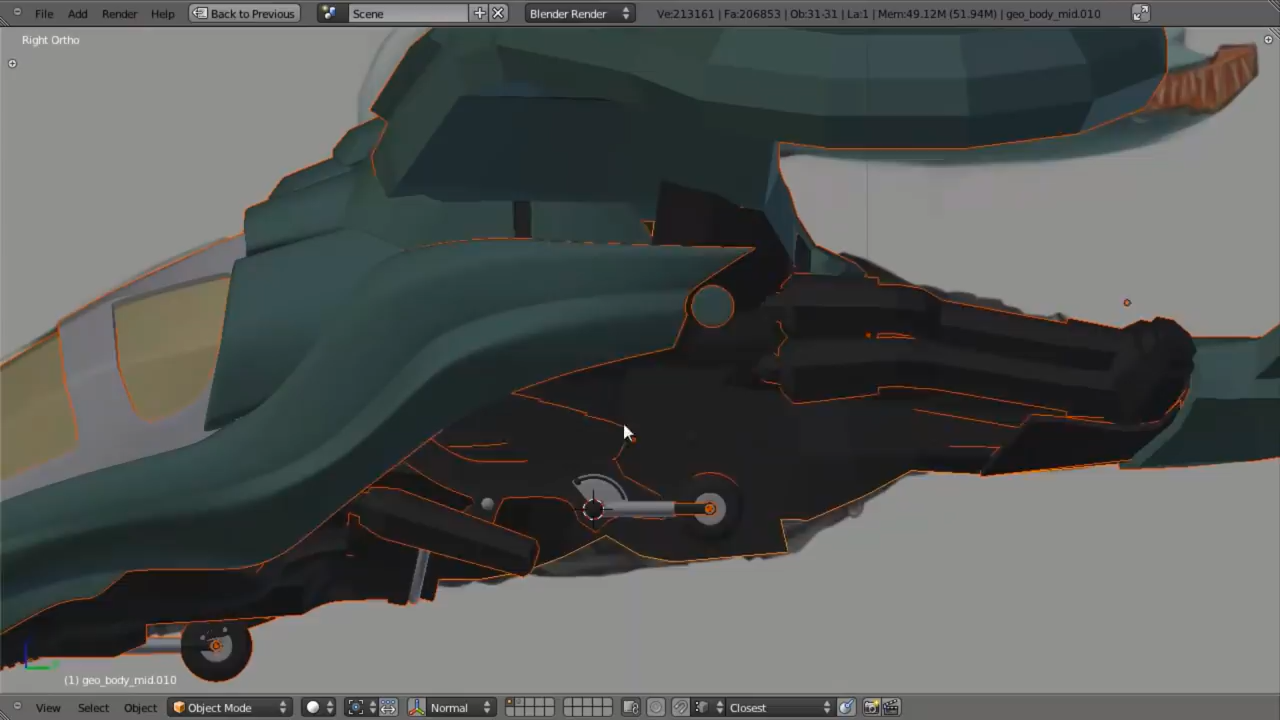 File Add Render Help Back to Previous Scene Blender Render Ve:213161 | Fa:206853 | Ob:31-31 | La:1 | Mem:49.12M (51.94M) | geo_body_mid.010
Right Ortho
(1) geo_body_mid.010
View Select Object Object Mode Normal Closest